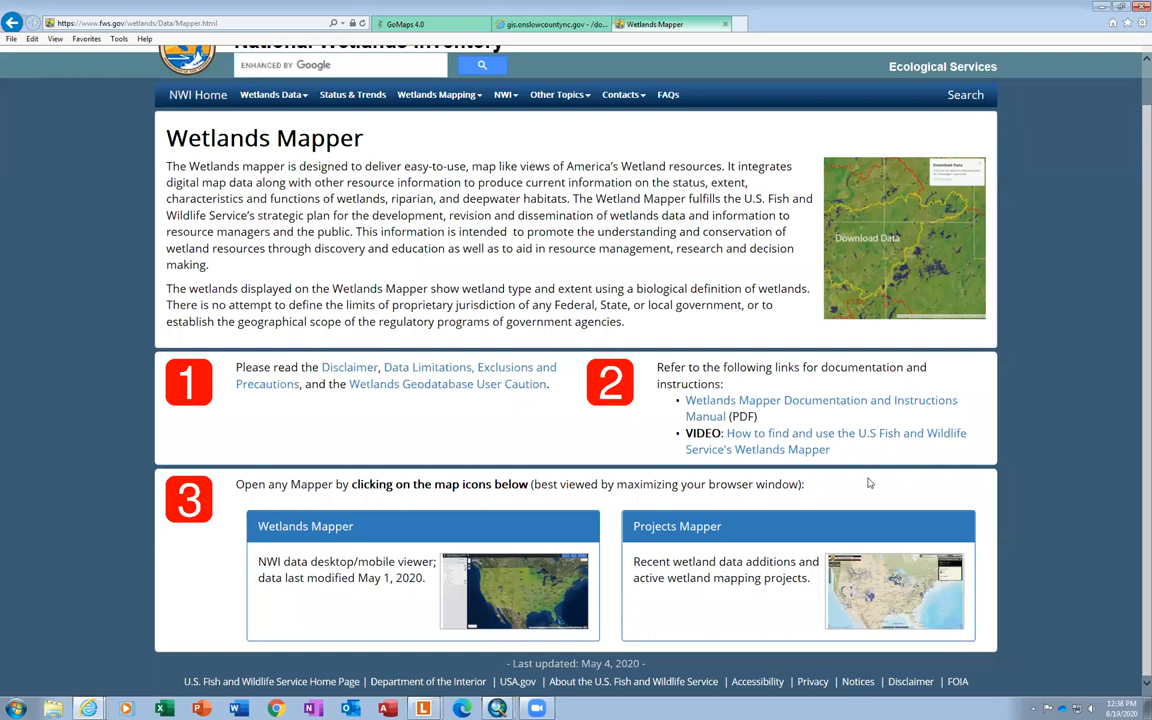 https://www.fws.gov/wetlands/Data/Mapper.html
GoMaps 4.0
gis.onslowcountync.gov - /do...
Wetlands Mapper
File Edit View Favorites Tools Help
National Wetlands Inventory
ENHANCED BY Google
Ecological Services
NWI Home Wetlands Data Status & Trends Wetlands Mapping NWI Other Topics Contacts FAQs Search
Wetlands Mapper
The Wetlands mapper is designed to deliver easy-to-use, map like views of America's Wetland resources. It integrates
digital map data along with other resource information to produce current information on the status, extent,
characteristics and functions of wetlands, riparian, and deepwater habitats. The Wetland Mapper fulfills the U.S. Fish and
Wildlife Service's strategic plan for the development, revision and dissemination of wetlands data and information to
resource managers and the public. This information is intended to promote the understanding and conservation of
wetland resources through discovery and education as well as to aid in resource management, research and decision
making.
Download Data
Download Data
The wetlands displayed on the Wetlands Mapper show wetland type and extent using a biological definition of wetlands.
There is no attempt to define the limits of proprietary jurisdiction of any Federal, State, or local government, or to
establish the geographical scope of the regulatory programs of government agencies.
1
Please read the Disclaimer, Data Limitations, Exclusions and
Precautions, and the Wetlands Geodatabase User Caution.
2
Refer to the following links for documentation and
instructions:
• Wetlands Mapper Documentation and Instructions
Manual (PDF)
• VIDEO: How to find and use the U.S Fish and Wildlife
Service's Wetlands Mapper
3
Open any Mapper by clicking on the map icons below (best viewed by maximizing your browser window):
Wetlands Mapper
NWI data desktop/mobile viewer;
data last modified May 1, 2020.
Projects Mapper
Recent wetland data additions and
active wetland mapping projects.
- Last updated: May 4, 2020 -
U.S. Fish and Wildlife Service Home Page | Department of the Interior | USA.gov | About the U.S. Fish and Wildlife Service | Accessibility | Privacy | Notices | Disclaimer | FOIA
12:38 PM
8/19/2020